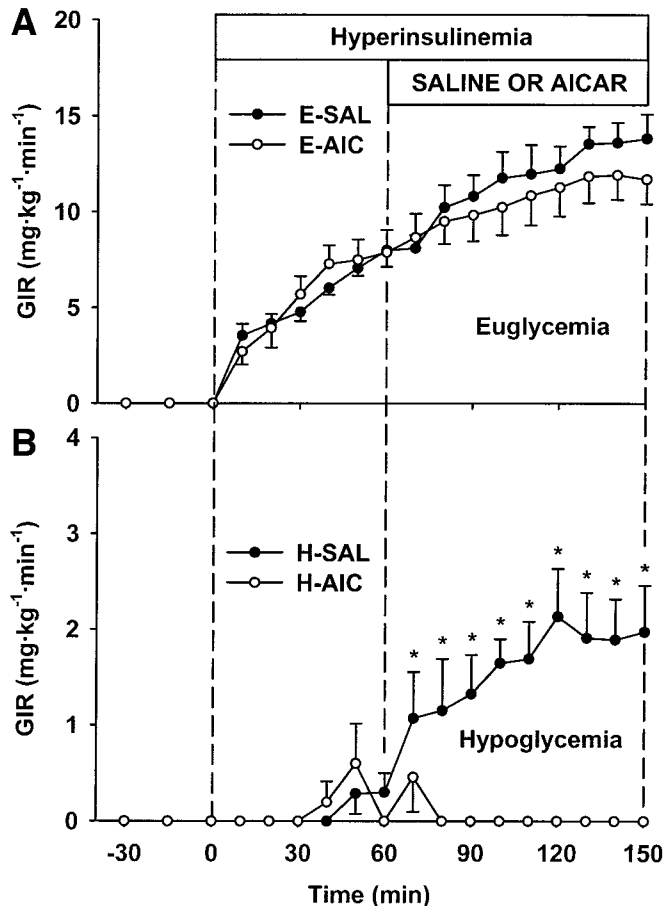 A
20
Hyperinsulinemia
SALINE OR AICAR
15
E-SAL
E-AIC
GIR (mg·kg⁻¹·min⁻¹)
10
5
Euglycemia
0
B
4
3
H-SAL
H-AIC
* * * * * * * * *
GIR (mg·kg⁻¹·min⁻¹)
2
1
Hypoglycemia
0
-30 0 30 60 90 120 150
Time (min)